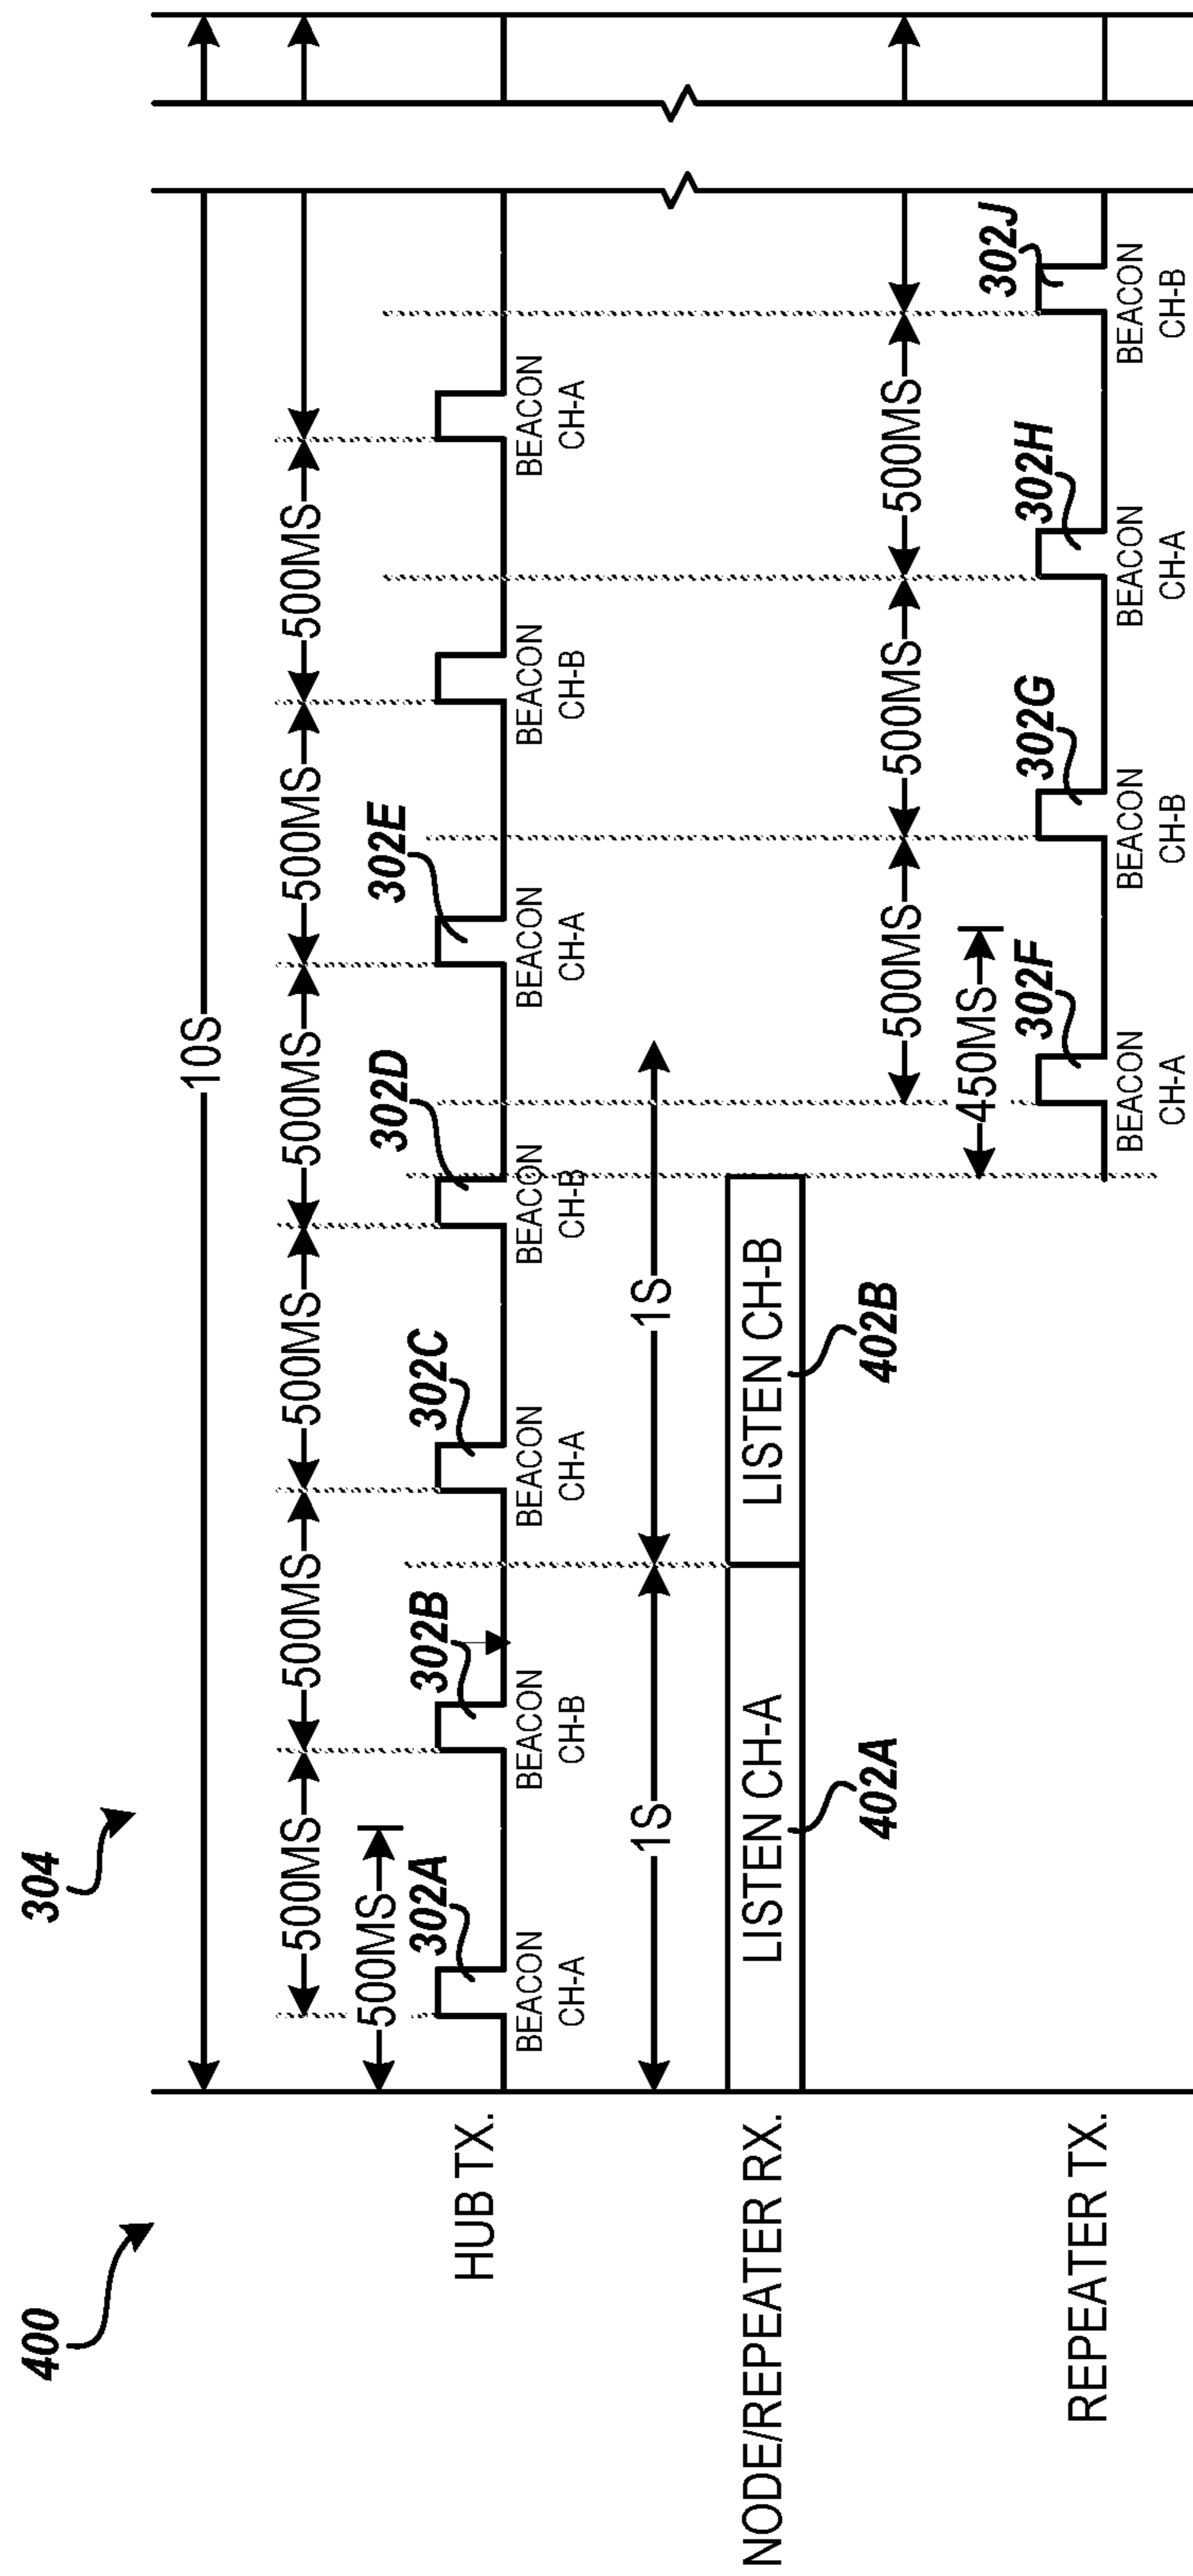 400
304
10S
500MS
500MS
500MS
500MS
500MS
500MS
500MS
302A
302B
302C
302D
302E
HUB TX.
BEACON
CH-A
BEACON
CH-B
BEACON
CH-A
BEACON
CH-B
BEACON
CH-A
BEACON
CH-B
BEACON
CH-A
1S
1S
NODE/REPEATER RX.
LISTEN CH-A
LISTEN CH-B
402A
402B
500MS
500MS
500MS
450MS
302F
302G
302H
302J
REPEATER TX.
BEACON
CH-A
BEACON
CH-B
BEACON
CH-A
BEACON
CH-B